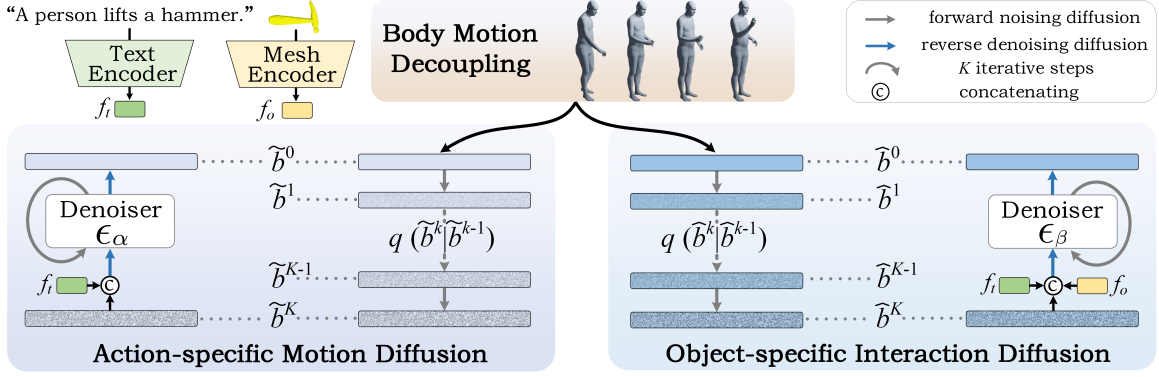 “A person lifts a hammer.”
Text
Encoder
f_t
Mesh
Encoder
f_o
Body Motion
Decoupling
forward noising diffusion
reverse denoising diffusion
K iterative steps
c concatenating
b̃^0
b̃^1
Denoiser
ϵ_α
q (b̃^k|b̃^{k-1})
b̃^{K-1}
f_t
c
b̃^K
Action-specific Motion Diffusion
b̂^0
b̂^1
q (b̂^k|b̂^{k-1})
Denoiser
ϵ_β
b̂^{K-1}
f_t
c
f_o
b̂^K
Object-specific Interaction Diffusion